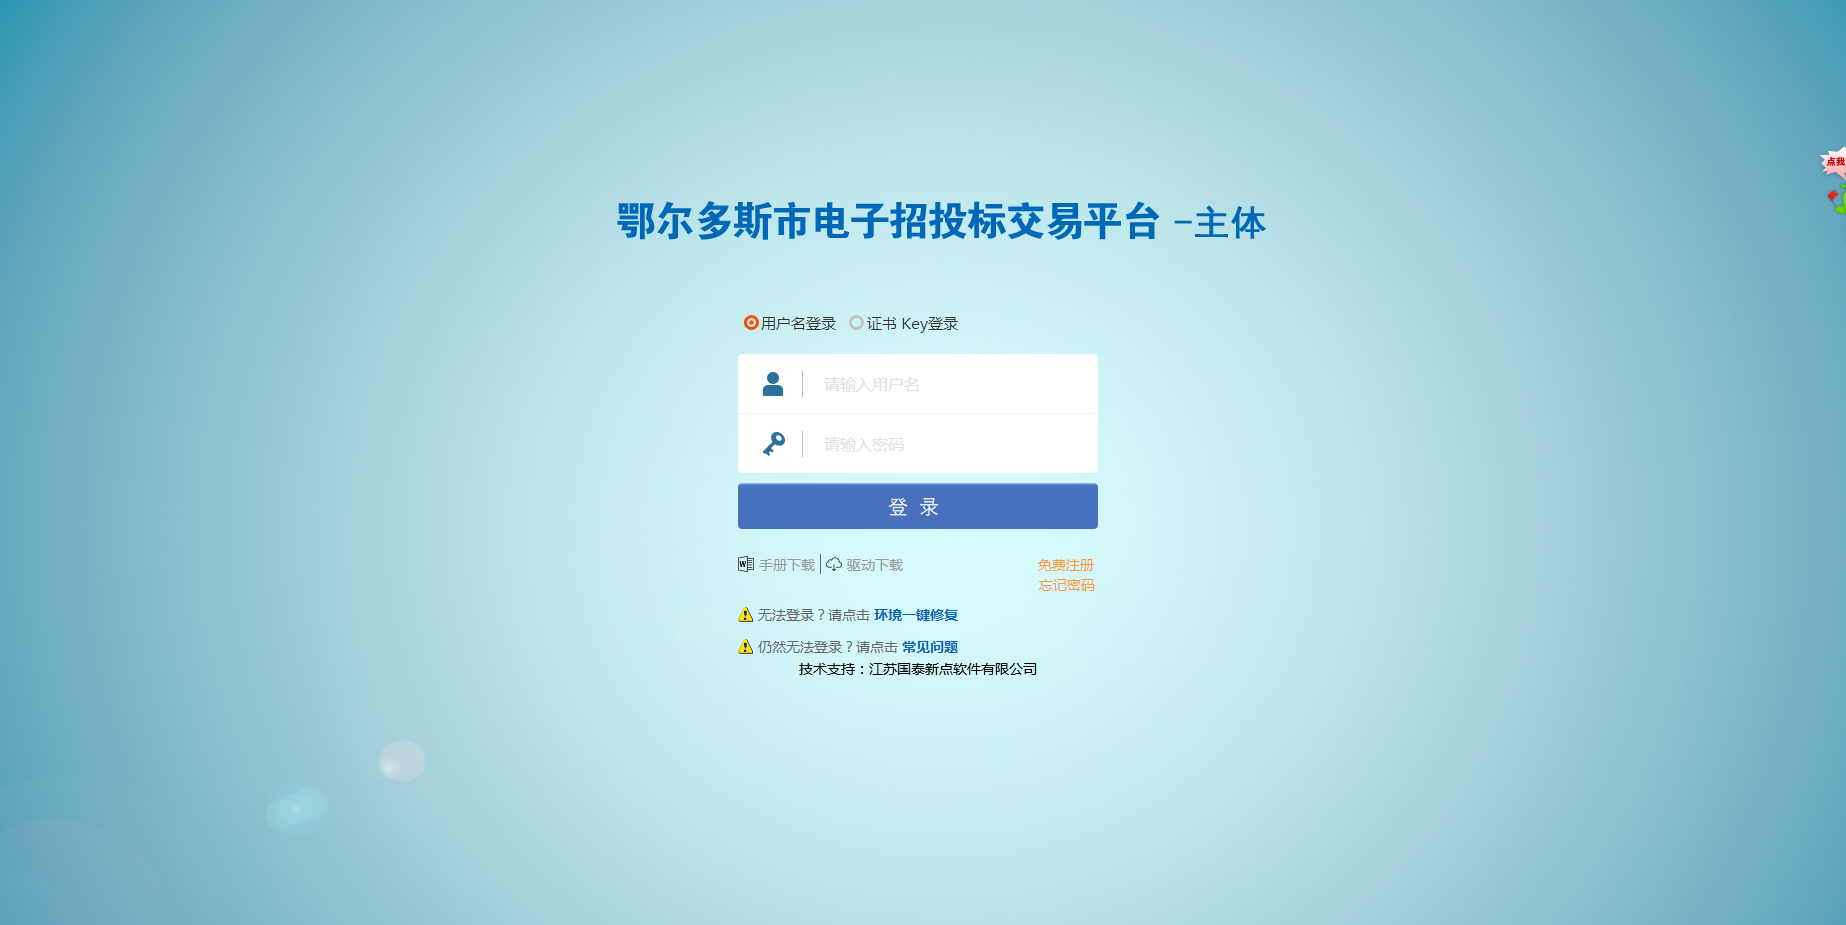 点我
鄂尔多斯市电子招投标交易平台 -主体
用户名登录 证书 Key登录
请输入用户名
请输入密码
登 录
手册下载 驱动下载 免费注册
忘记密码
无法登录？请点击 环境一键修复
仍然无法登录？请点击 常见问题
技术支持：江苏国泰新点软件有限公司